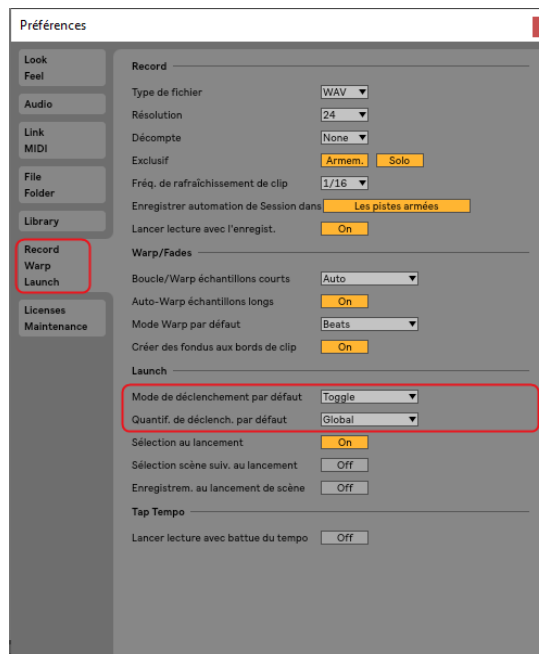 Préférences
Look
Feel
Audio
Link
MIDI
File
Folder
Library
Record
Warp
Launch
Licenses
Maintenance
Record
Type de fichier WAV
Résolution 24
Décompte None
Exclusif Armem. Solo
Fréq. de rafraîchissement de clip 1/16
Enregistrer automation de Session dans Les pistes armées
Lancer lecture avec l'enregist. On
Warp/Fades
Boucle/Warp échantillons courts Auto
Auto-Warp échantillons longs On
Mode Warp par défaut Beats
Créer des fondus aux bords de clip On
Launch
Mode de déclenchement par défaut Toggle
Quantif. de déclench. par défaut Global
Sélection au lancement On
Sélection scène suiv. au lancement Off
Enregistrem. au lancement de scène Off
Tap Tempo
Lancer lecture avec battue du tempo Off